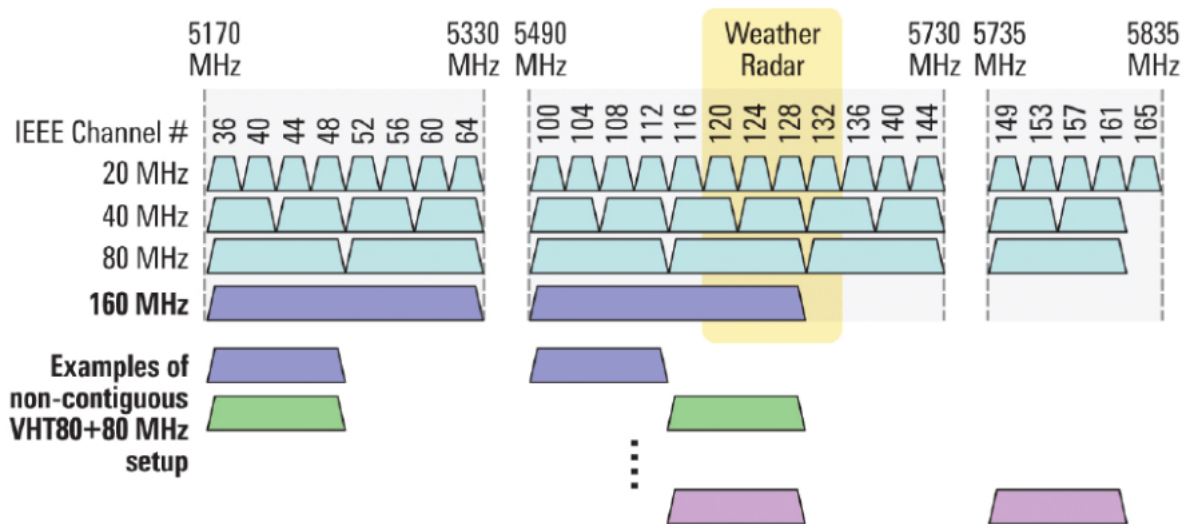 5170 MHz
5330 MHz
5490 MHz
Weather Radar
5730 MHz
5735 MHz
5835 MHz
IEEE Channel # 36 40 44 48 52 56 60 64 100 104 108 112 116 120 124 128 132 136 140 144 149 153 157 161 165
20 MHz
40 MHz
80 MHz
160 MHz
Examples of
non-contiguous
VHT80+80 MHz
setup